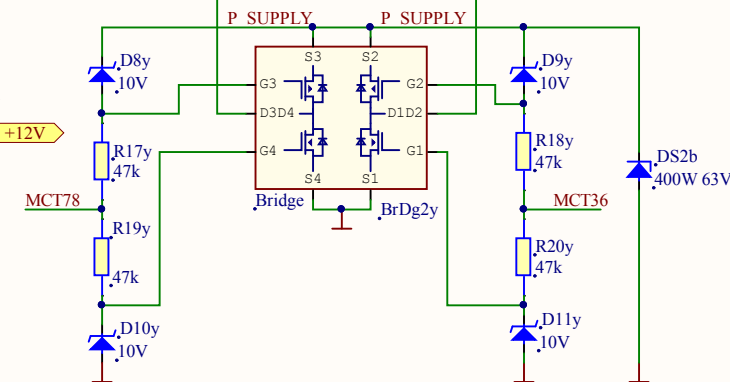 P_SUPPLY
P_SUPPLY
D8y
10V
S3 S2
D9y
10V
G3
G2
D3D4
D1D2
+12V
R17y
47k
G4
G1
R18y
47k
DS2b
400W 63V
S4 S1
MCT78
Bridge
BrDg2y
MCT36
R19y
47k
R20y
47k
D10y
10V
D11y
10V